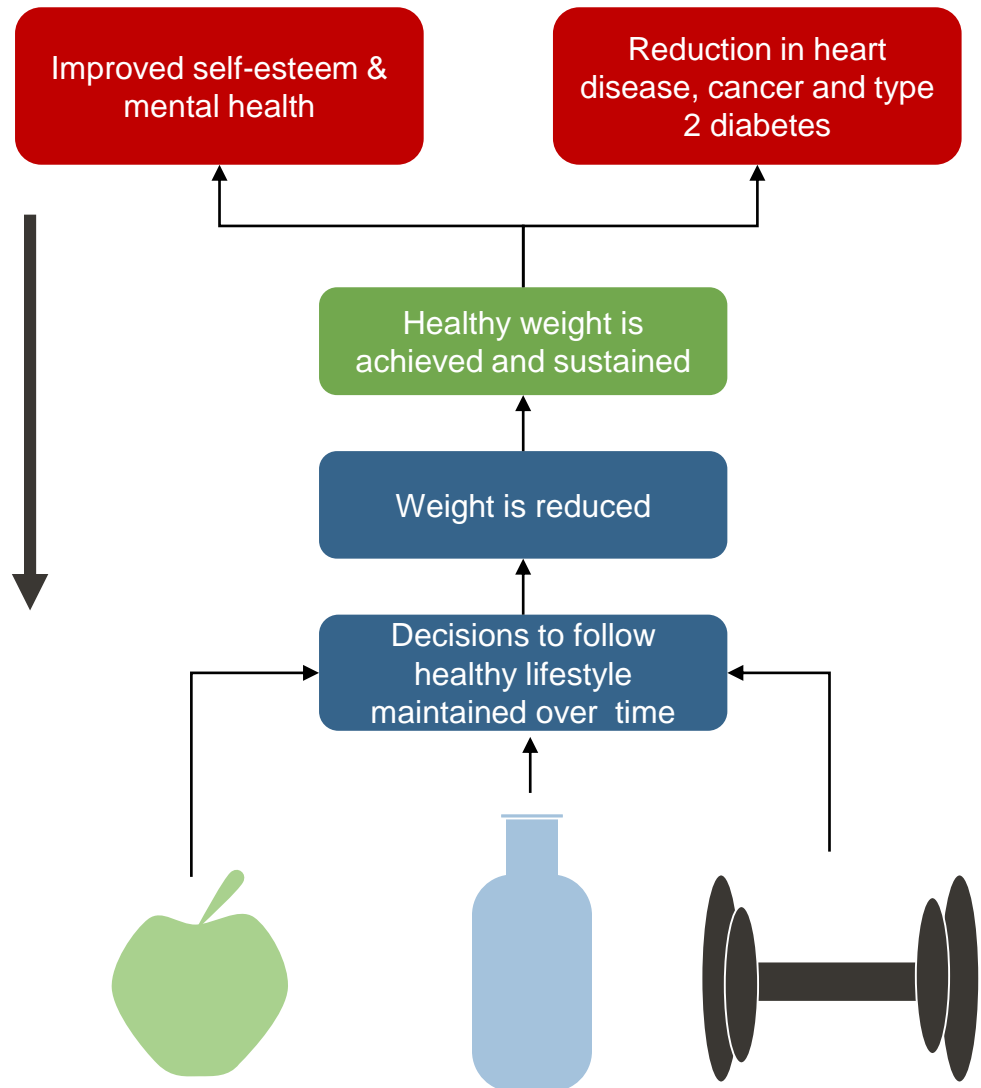 Improved self-esteem &
mental health
Reduction in heart
disease, cancer and type
2 diabetes
Healthy weight is
achieved and sustained
Weight is reduced
Decisions to follow
healthy lifestyle
maintained over  time